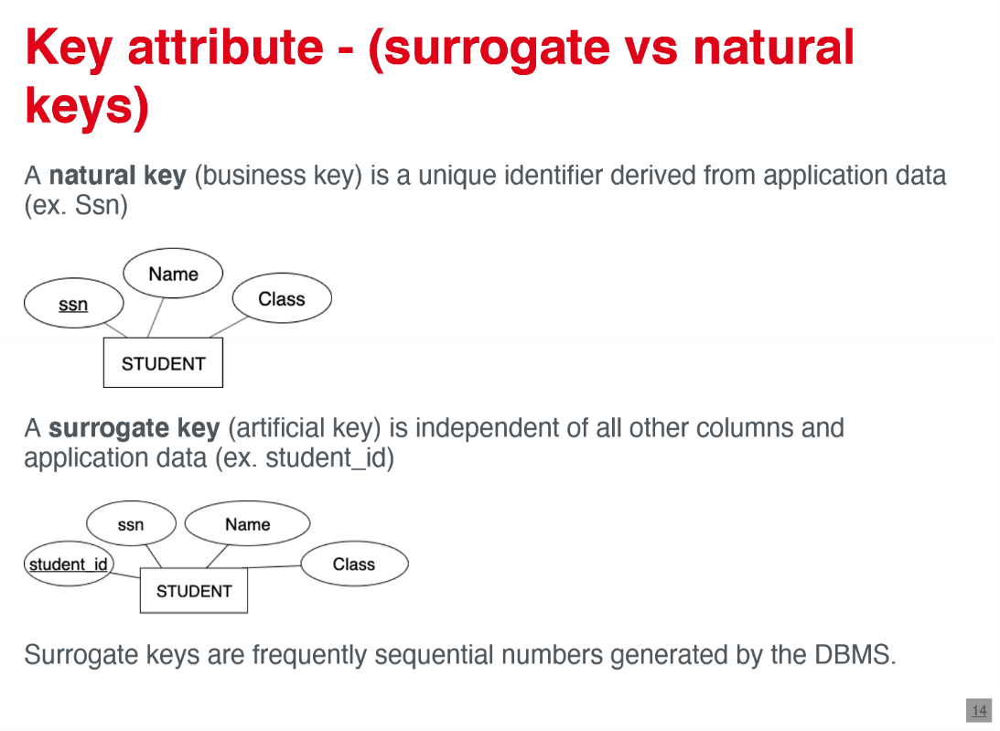 Key attribute - (surrogate vs natural
keys)
A natural key (business key) is a unique identifier derived from application data
(ex. Ssn)
Name
ssn
Class
STUDENT
A surrogate key (artificial key) is independent of all other columns and
application data (ex. student_id)
ssn
Name
student_id
Class
STUDENT
Surrogate keys are frequently sequential numbers generated by the DBMS.
14